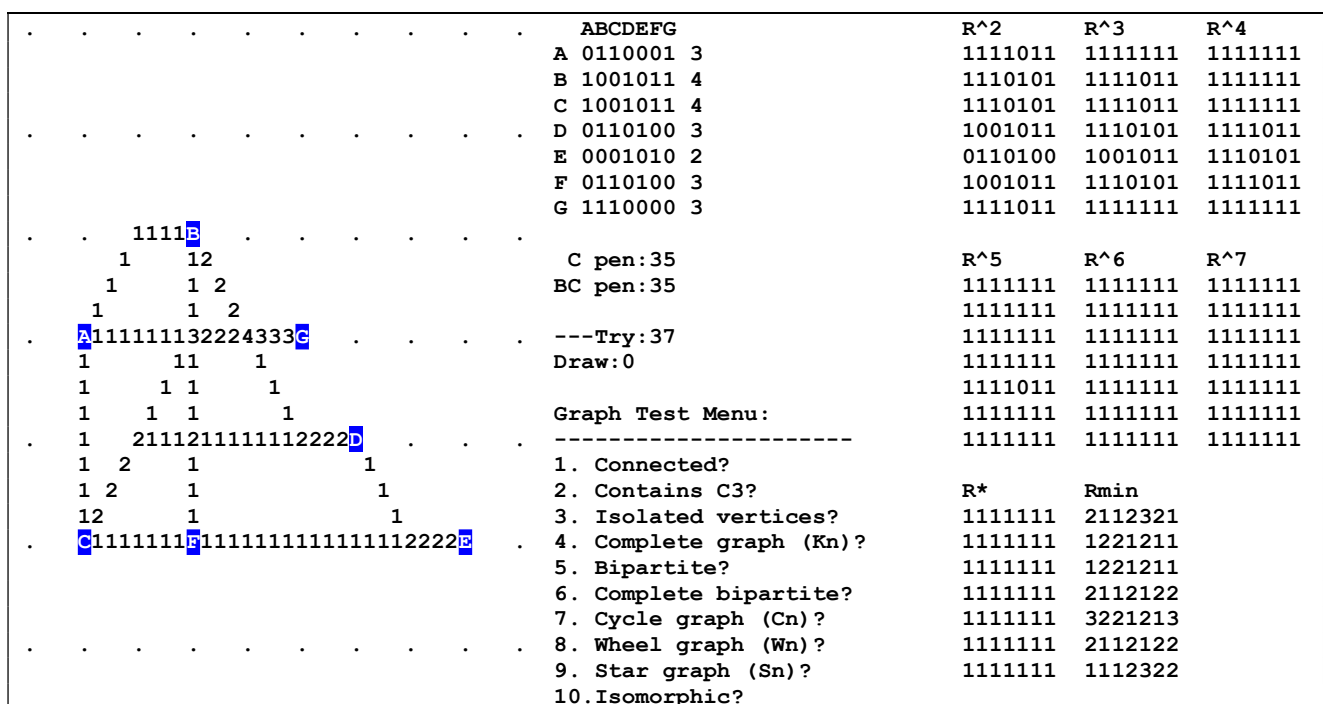 . . . . . . . . . . ABCDEFG R^2 R^3 R^4
A 0110001 3 1111011 1111111 1111111
B 1001011 4 1110101 1111011 1111111
C 1001011 4 1110101 1111011 1111111
. . . . . . . . . . D 0110100 3 1001011 1110101 1111011
E 0001010 2 0110100 1001011 1110101
F 0110100 3 1001011 1110101 1111011
G 1110000 3 1111011 1111111 1111111
. . 1111B . . . . . .
1 12 C pen:35 R^5 R^6 R^7
1 1 2 BC pen:35 1111111 1111111 1111111
1 1 2 1111111 1111111 1111111
. A111111132224333G . . . . ---Try:37 1111111 1111111 1111111
1 11 1 Draw:0 1111111 1111111 1111111
1 1 1 1 1111011 1111111 1111111
1 1 1 1 Graph Test Menu: 1111111 1111111 1111111
. 1 2111211111112222D . . . ---------------------- 1111111 1111111 1111111
1 2 1 1 1. Connected?
1 2 1 1 2. Contains C3? R* Rmin
12 1 1 3. Isolated vertices? 1111111 2112321
. C1111111F1111111111111112222E . 4. Complete graph (Kn)? 1111111 1221211
5. Bipartite? 1111111 1221211
6. Complete bipartite? 1111111 2112122
7. Cycle graph (Cn)? 1111111 3221213
. . . . . . . . . . 8. Wheel graph (Wn)? 1111111 2112122
9. Star graph (Sn)? 1111111 1112322
10.Isomorphic?